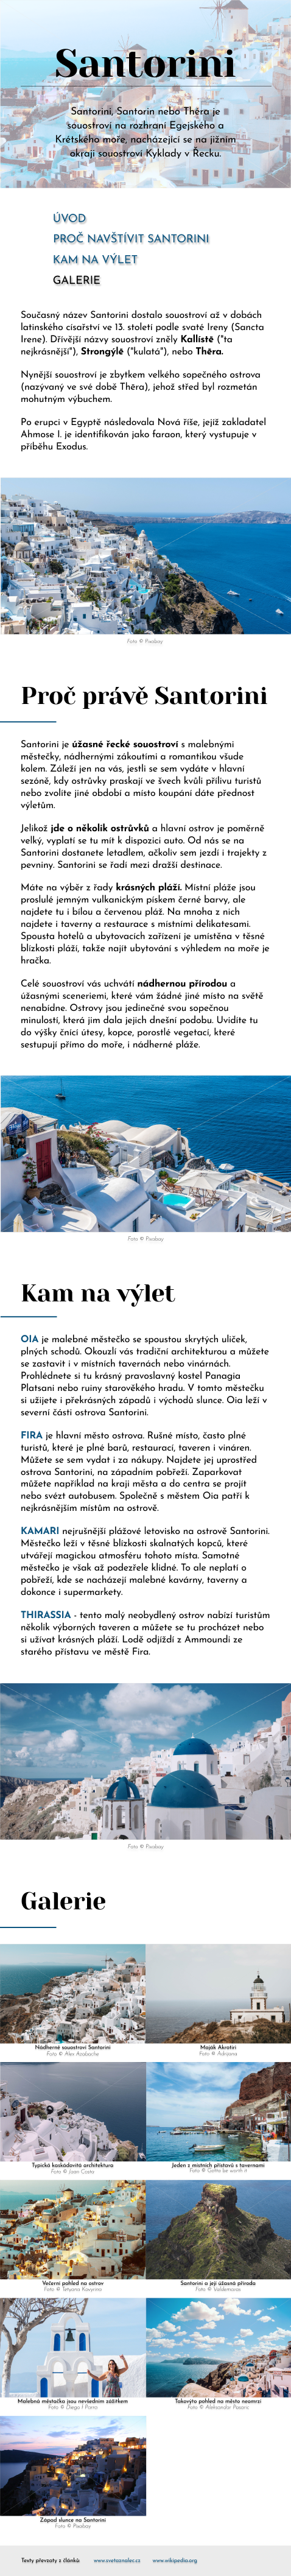 Santorini
Santorini, Santorin nebo Théra je
souostroví na rozhraní Egejského a
Krétského moře, nacházející se na jižním
okraji souostroví Kyklady v Řecku.
ÚVOD
PROČ NAVŠTÍVIT SANTORINI
KAM NA VÝLET
GALERIE
Současný název Santorini dostalo souostroví až v dobách
latinského císařství ve 13. století podle svaté Ireny (Sancta
Irene). Dřívější názvy souostroví zněly Kallísté ("ta
nejkrásnější"), Strongýlé ("kulatá"), nebo Théra.
Nynější souostroví je zbytkem velkého sopečného ostrova
(nazývaný ve své době Théra), jehož střed byl rozmetán
mohutným výbuchem.
Po erupci v Egyptě následovala Nová říše, jejíž zakladatel
Ahmose I. je identifikován jako faraon, který vystupuje v
příběhu Exodus.
Foto © Pixabay
Proč právě Santorini
Santorini je úžasné řecké souostroví s malebnými
městečky, nádhernými zákoutími a romantikou všude
kolem. Záleží jen na vás, jestli se sem vydáte v hlavní
sezóně, kdy ostrůvky praskají ve švech kvůli přílivu turistů
nebo zvolíte jiné období a místo koupání dáte přednost
výletům.
Jelikož jde o několik ostrůvků a hlavní ostrov je poměrně
velký, vyplatí se tu mít k dispozici auto. Od nás se na
Santorini dostanete letadlem, ačkoliv sem jezdí i trajekty z
pevniny. Santorini se řadí mezi dražší destinace.
Máte na výběr z řady krásných pláží. Místní pláže jsou
proslulé jemným vulkanickým pískem černé barvy, ale
najdete tu i bílou a červenou pláž. Na mnoha z nich
najdete i taverny a restaurace s místními delikatesami.
Spousta hotelů a ubytovacích zařízení je umístěna v těsné
blízkosti pláží, takže najít ubytování s výhledem na moře je
hračka.
Celé souostroví vás uchvátí nádhernou přírodou a
úžasnými sceneriemi, které vám žádné jiné místo na světě
nenabídne. Ostrovy jsou jedinečné svou sopečnou
minulostí, která jim dala jejich dnešní podobu. Uvidíte tu
do výšky čnící útesy, kopce, porostlé vegetací, které
sestupují přímo do moře, i nádherné pláže.
Foto © Pixabay
Kam na výlet
OIA je malebné městečko se spoustou skrytých uliček,
plných schodů. Okouzlí vás tradiční architekturou a můžete
se zastavit i v místních tavernách nebo vinárnách.
Prohlédnete si tu krásný pravoslavný kostel Panagia
Platsani nebo ruiny starověkého hradu. V tomto městečku
si užijete i překrásných západů i východů slunce. Oia leží v
severní části ostrova Santorini.
FIRA je hlavní město ostrova. Rušné místo, často plné
turistů, které je plné barů, restaurací, taveren i vináren.
Můžete se sem vydat i za nákupy. Najdete jej uprostřed
ostrova Santorini, na západním pobřeží. Zaparkovat
můžete například na kraji města a do centra se projít
nebo svézt autobusem. Společně s městem Oia patří k
nejkrásnějším místům na ostrově.
KAMARI nejrušnější plážové letovisko na ostrově Santorini.
Městečko leží v těsné blízkosti skalnatých kopců, které
utvářejí magickou atmosféru tohoto místa. Samotné
městečko je však až podezřele klidné. To ale neplatí o
pobřeží, kde se nacházejí malebné kavárny, taverny a
dokonce i supermarkety.
THIRASSIA - tento malý neobydlený ostrov nabízí turistům
několik výborných taveren a můžete se tu procházet nebo
si užívat krásných pláží. Lodě odjíždí z Ammoundi ze
starého přístavu ve městě Fira.
Foto © Pixabay
Galerie
Nádherné souostroví Santorini
Foto © Alex Azabache
Maják Akrotiri
Foto © Adrijana
Typická kaskádovitá architektura
Foto © Jaan Costa
Jeden z místních přístavů s tavernami
Foto © Gotta be worth it
Večerní pohled na ostrov
Foto © Tetyana Kovyrina
Santorini a její úžasná příroda
Foto © Valdemaras
Malebná městečka jsou nevšedním zážitkem
Foto © Diego F Parra
Takovýto pohled na město neomrzí
Foto © Aleksandar Pasaric
Západ slunce na Santorini
Foto © Pixabay
Texty převzaty z článků: www.svetsandalec.cz www.wikipedia.org